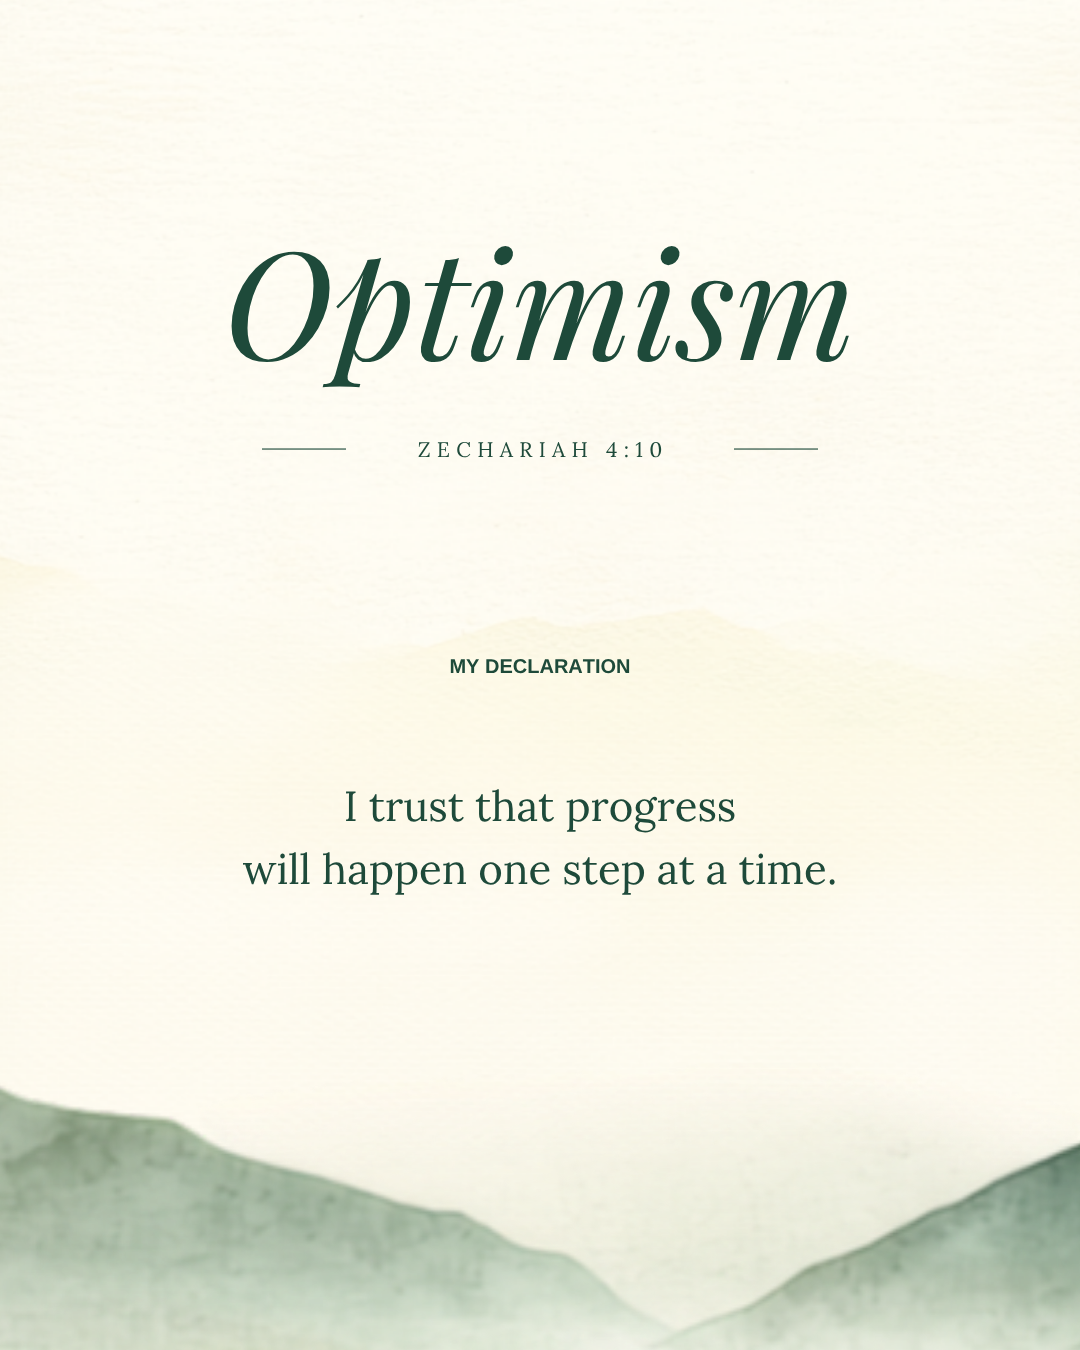 Optimism
ZECHARIAH 4:10
MY DECLARATION
I trust that progress
will happen one step at a time.